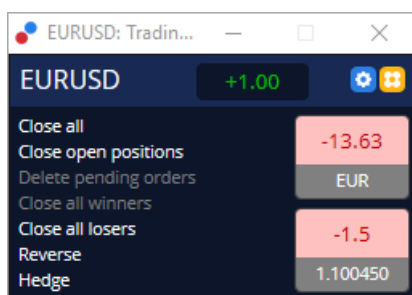 EURUSD: Tradin...
EURUSD +1.00
Close all
Close open positions
-13.63
Delete pending orders
EUR
Close all winners
Close all losers
-1.5
Reverse
Hedge
1.100450